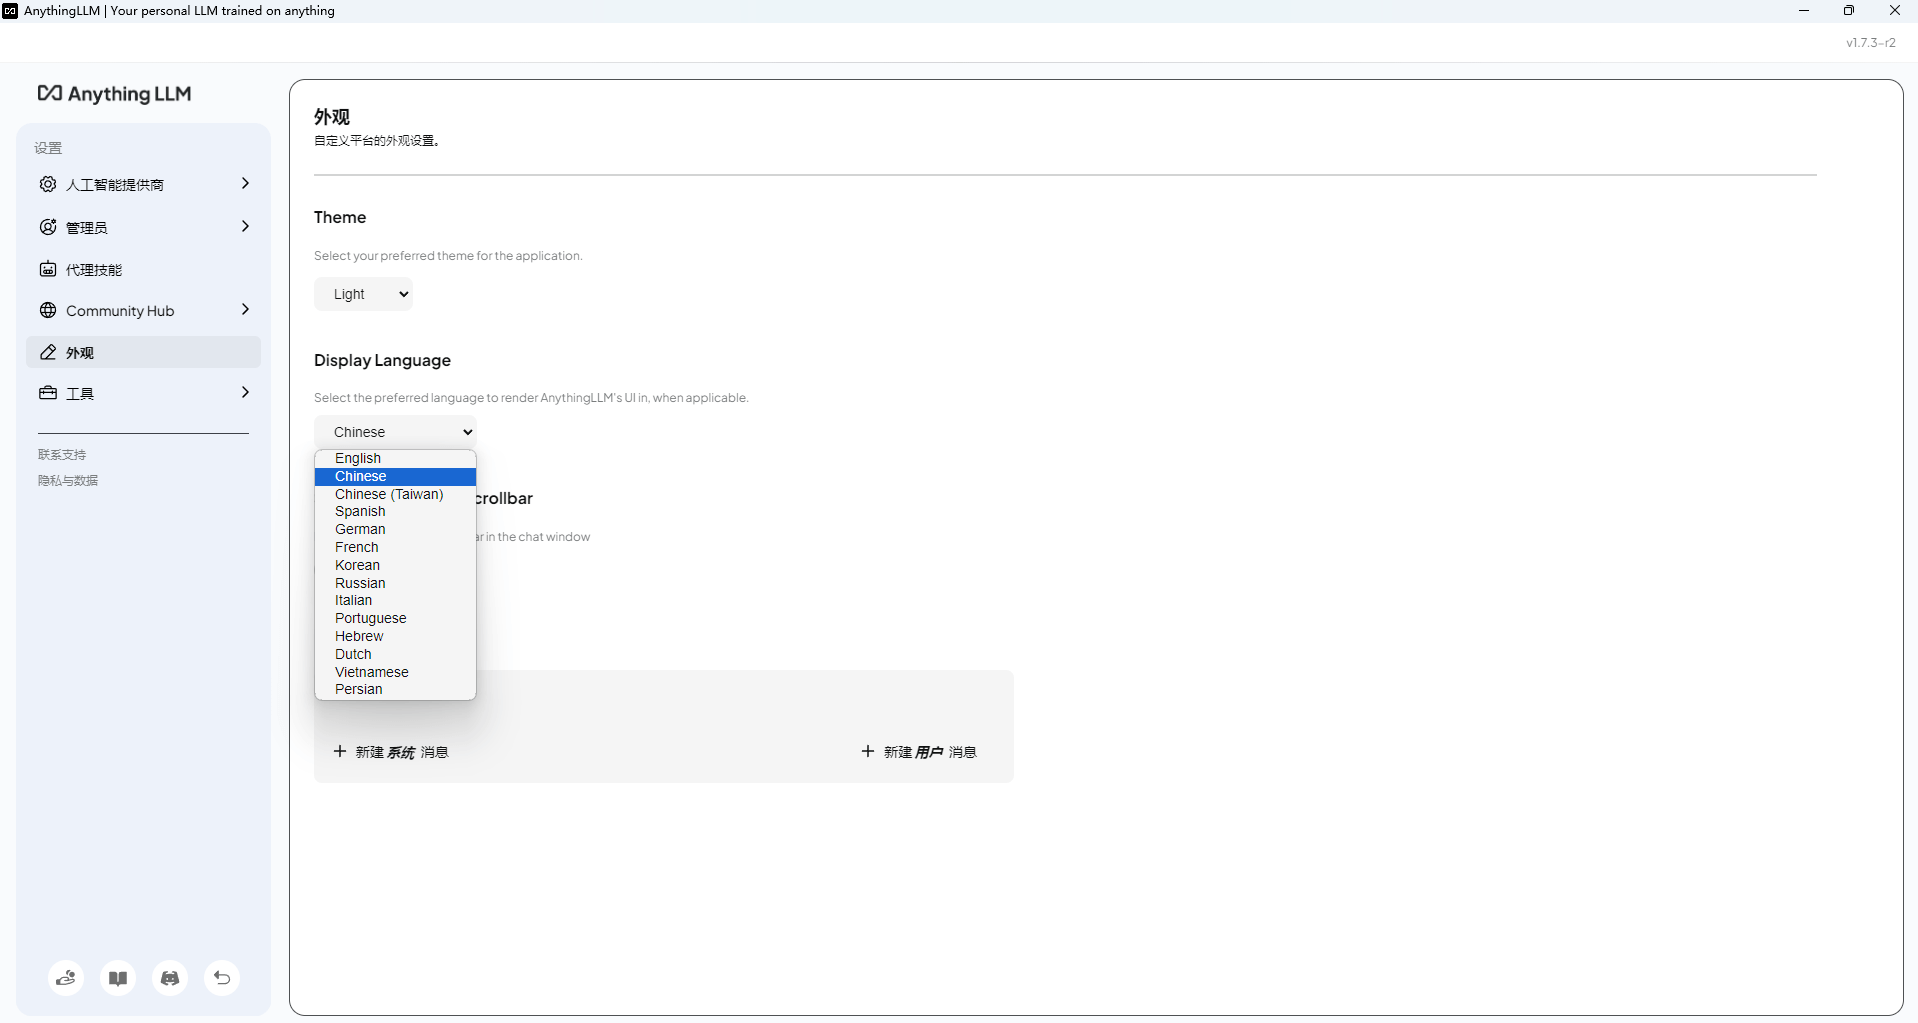 AnythingLLM | Your personal LLM trained on anything
v1.7.3-r2
Anything LLM
设置
人工智能提供商
管理员
代理技能
Community Hub
外观
工具
联系支持
隐私与数据
外观
自定义平台的外观设置。
Theme
Select your preferred theme for the application.
Light
Display Language
Select the preferred language to render AnythingLLM's UI in, when applicable.
Chinese
English
Chinese
Chinese (Taiwan)
Spanish
German
French
Korean
Russian
Italian
Portuguese
Hebrew
Dutch
Vietnamese
Persian
crollbar
in the chat window
新建 系统 消息
新建 用户 消息